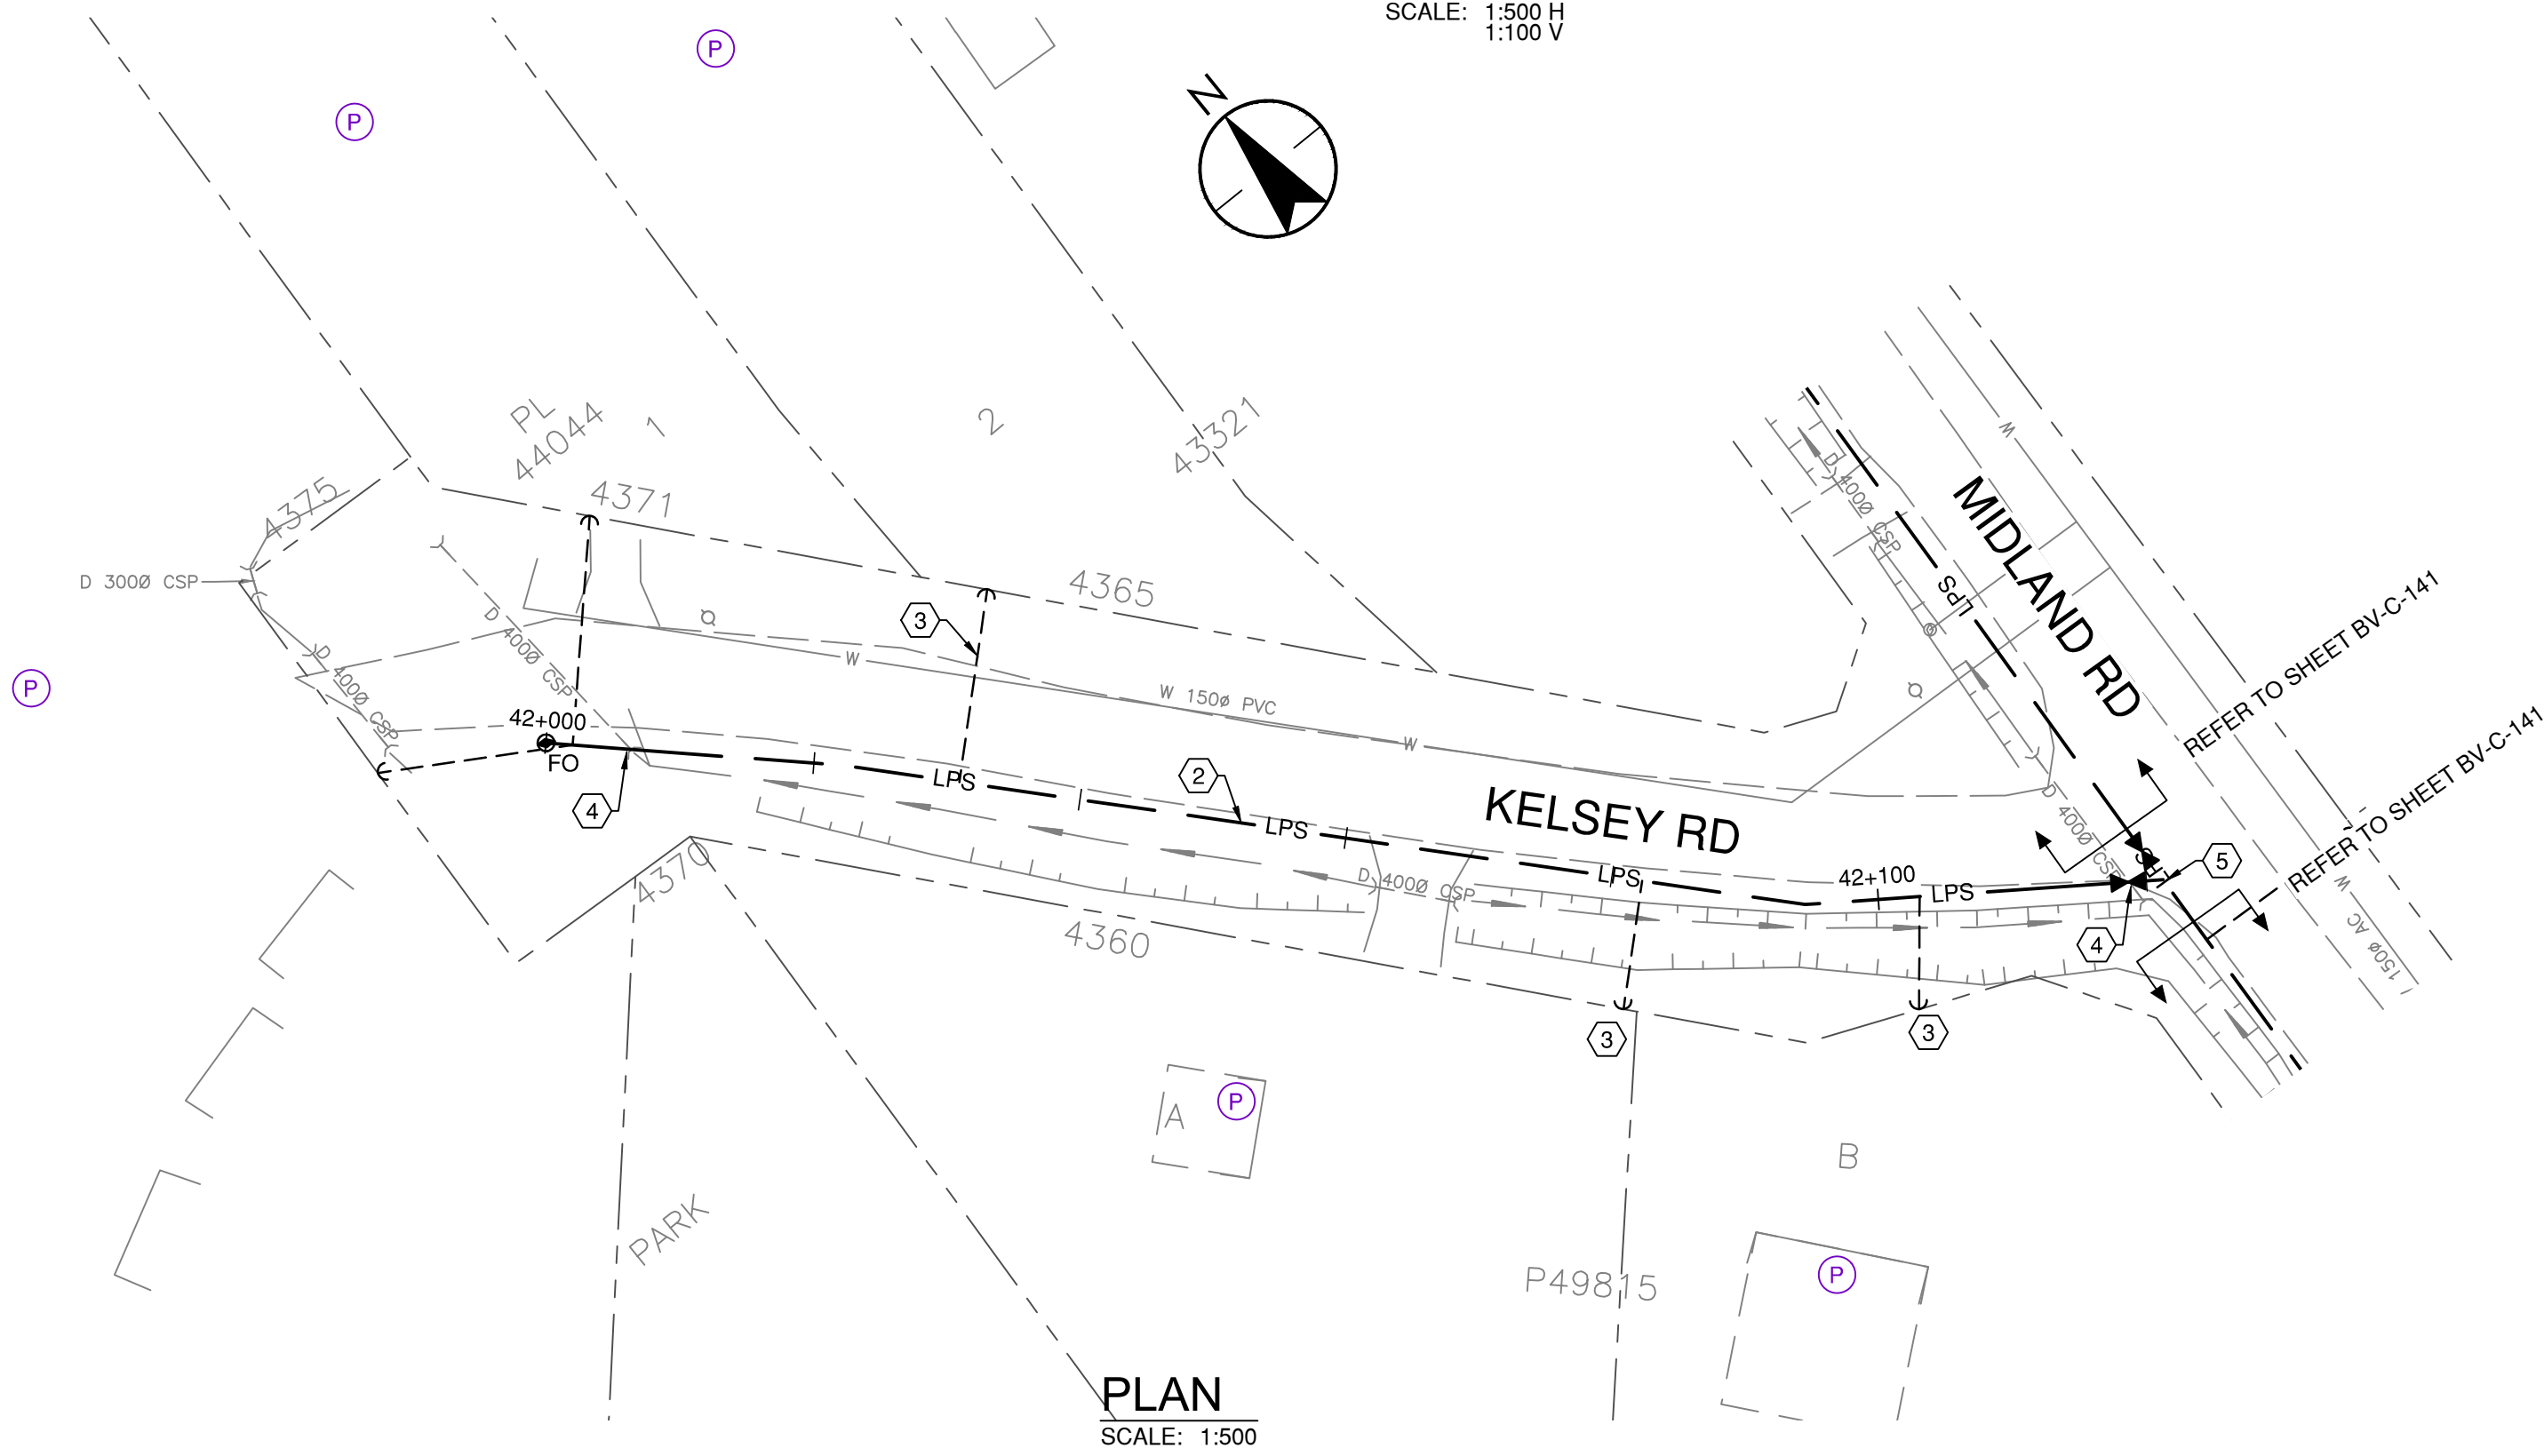 SCALE: 1:500 H
1:100 V
P
P
N
PL
44044
1
2
4321
4375
4371
4365
D 300Ø CSP
D 400Ø CSP
D 400Ø CSP
3
W
W 150ø PVC
W
P
42+000
FO
4
LPS
2
LPS
KELSEY RD
LPS
42+100
LPS
D 400Ø CSP
LPS
MIDLAND RD
W
D 400Ø CSP
REFER TO SHEET BV-C-141
REFER TO SHEET BV-C-141
LPS
5
4
W
150ø AC
D 400Ø CSP
4370
4360
3
3
A
P
B
PARK
P49815
P
PLAN
SCALE: 1:500